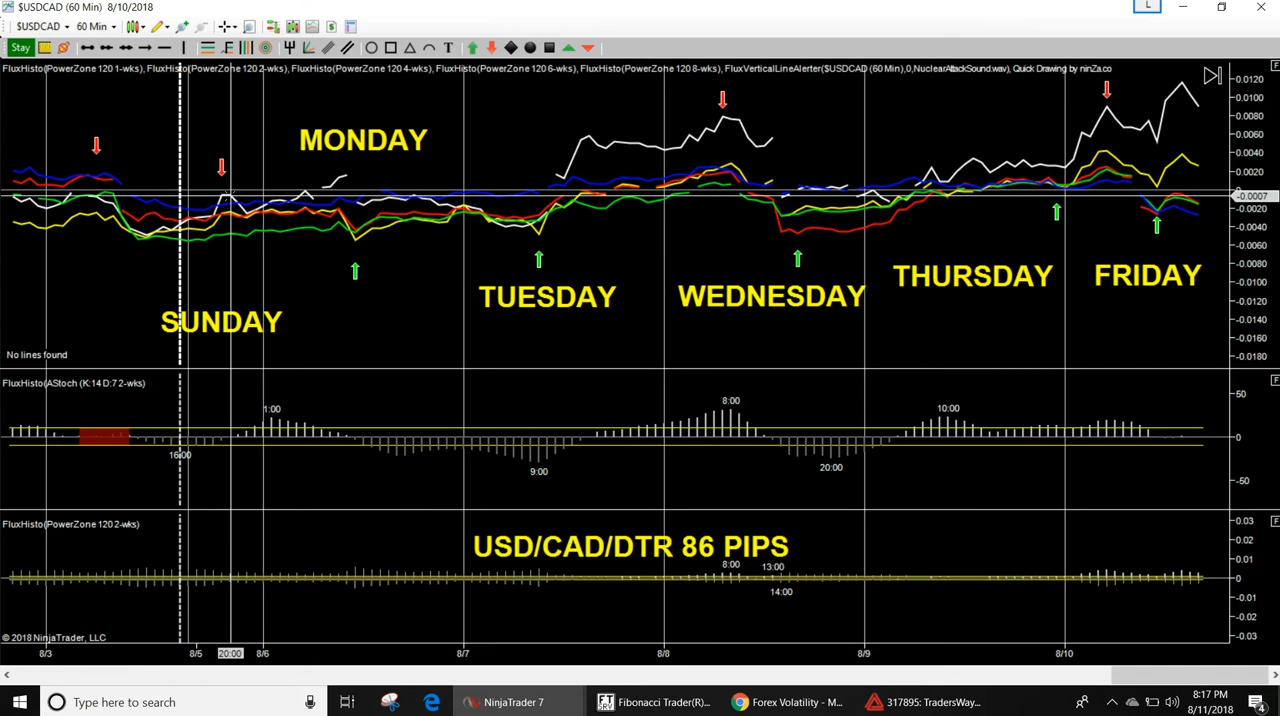 $USDCAD (60 Min) 8/10/2018
L
$USDCAD 60 Min
Stay T
FluxHisto(PowerZone 120 1-wks), FluxHisto(PowerZone 120 2-wks), FluxHisto(PowerZone 120 4-wks), FluxHisto(PowerZone 120 6-wks), FluxHisto(PowerZone 120 8-wks), FluxVerticalLineAlerter($USDCAD (60 Min),0,NuclearAttackSound.wav), Quick Drawing by ninZa.co
F
0.0120
0.0100
0.0080
0.0060
0.0040
0.0020
0
-0.0007
-0.0020
-0.0040
-0.0060
-0.0080
-0.0100
-0.0120
-0.0140
-0.0160
-0.0180
MONDAY
THURSDAY
FRIDAY
TUESDAY
WEDNESDAY
SUNDAY
No lines found
FluxHisto(AStoch (K:14 D:7 2-wks)
F
50
0
-50
1:00
8:00
10:00
16:00
9:00
20:00
FluxHisto(PowerZone 120 2-wks)
F
0.03
0.02
0.01
0
-0.01
-0.02
-0.03
USD/CAD/DTR 86 PIPS
8:00
13:00
14:00
© 2018 NinjaTrader, LLC
8/3 8/5 20:00 8/6 8/7 8/8 8/9 8/10
Type here to search
NinjaTrader 7
Fibonacci Trader(R)...
Forex Volatility - M...
317895: TradersWay...
8:17 PM
8/11/2018
4